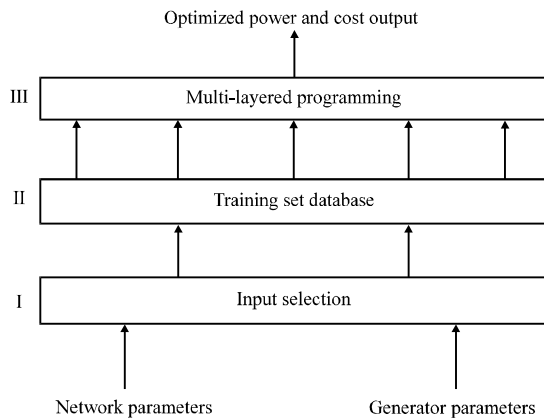 Optimized power and cost output
III
Multi-layered programming
II
Training set database
I
Input selection
Network parameters
Generator parameters